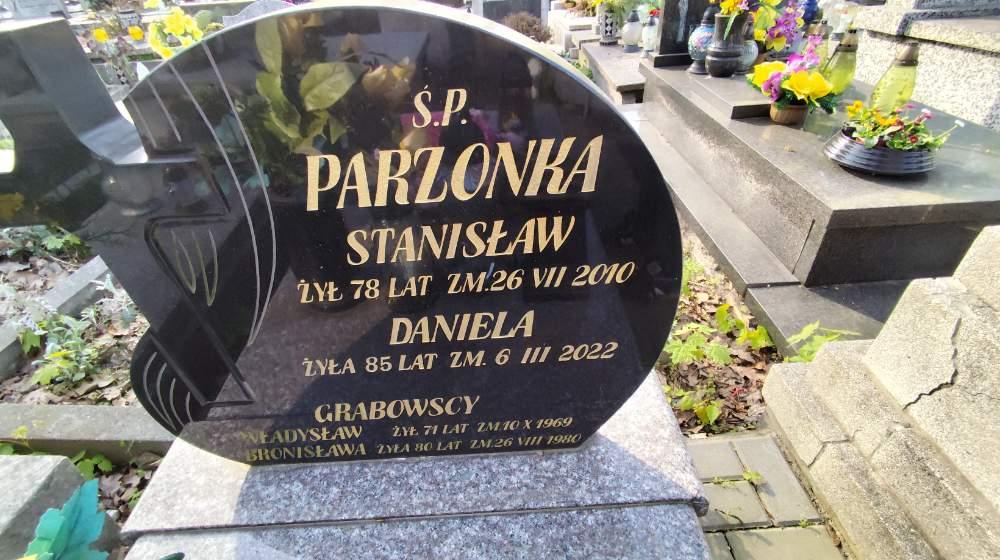 Ś.P.
PARZONKA
STANISŁAW
ŻYŁ 78 LAT ZM.26 VII 2010
DANIELA
ŻYŁA 85 LAT ZM. 6 III 2022
GRABOWSCY
WŁADYSŁAW ŻYŁ 71 LAT ZM.10 X 1969
BRONISŁAWA ŻYŁA 80 LAT ZM.26 VIII 1980